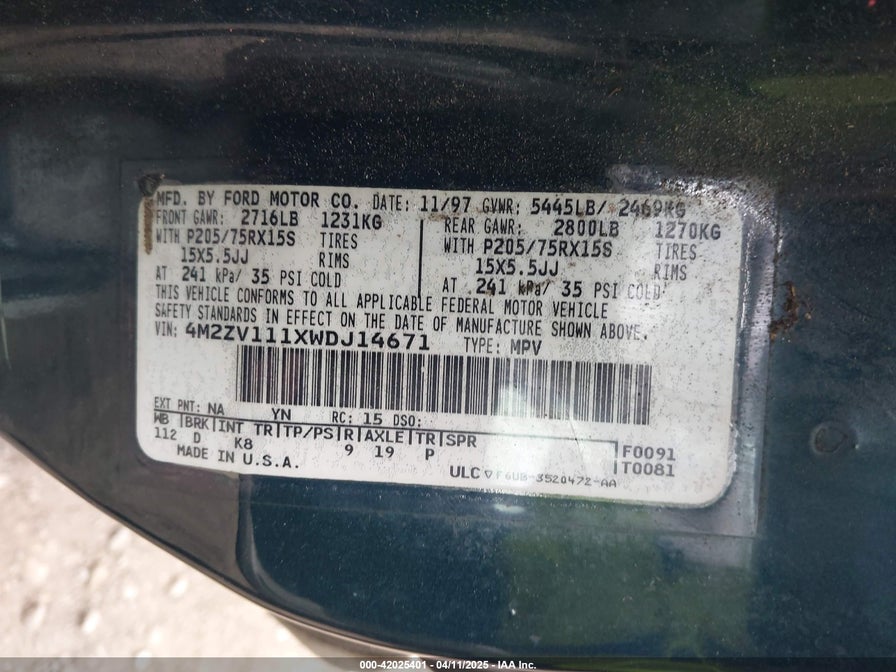 MFD. BY FORD MOTOR CO. DATE: 11/97 GVWR: 5445LB/ 2469KG
FRONT GAWR: 2716LB 1231KG
WITH P205/75RX15S TIRES
15X5.5JJ RIMS
AT 241 kPa/ 35 PSI COLD
REAR GAWR: 2800LB 1270KG
WITH P205/75RX15S TIRES
15X5.5JJ RIMS
AT 241 kPa/ 35 PSI COLD
THIS VEHICLE CONFORMS TO ALL APPLICABLE FEDERAL MOTOR VEHICLE
SAFETY STANDARDS IN EFFECT ON THE DATE OF MANUFACTURE SHOWN ABOVE.
VIN: 4M2ZV111XWDJ14671 TYPE: MPV
EXT PNT: NA YN RC: 15 DSO:
WB BRK INT TR TP/PS R AXLE TR SPR
112 D K8 9 19 P
F0091
T0081
MADE IN U.S.A.
ULC ▽ F6UB-3520472-AA
000-42025401 - 04/11/2025 - IAA Inc.